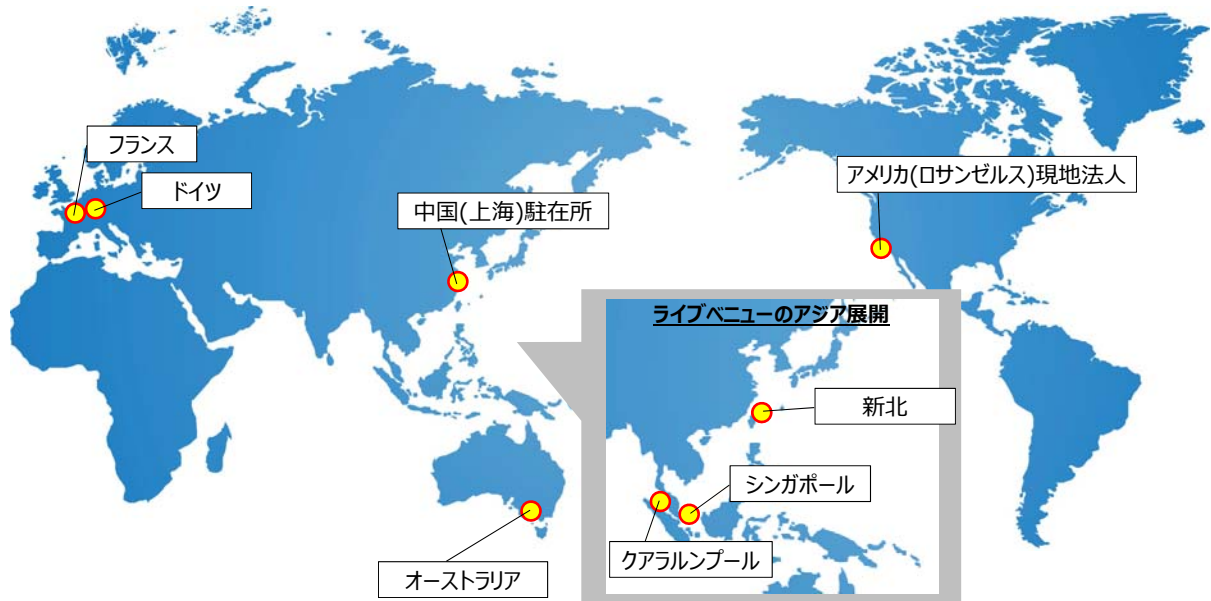 フランス
ドイツ
アメリカ(ロサンゼルス)現地法人
中国(上海)駐在所
ライブベニューのアジア展開
新北
シンガポール
クアラルンプール
オーストラリア